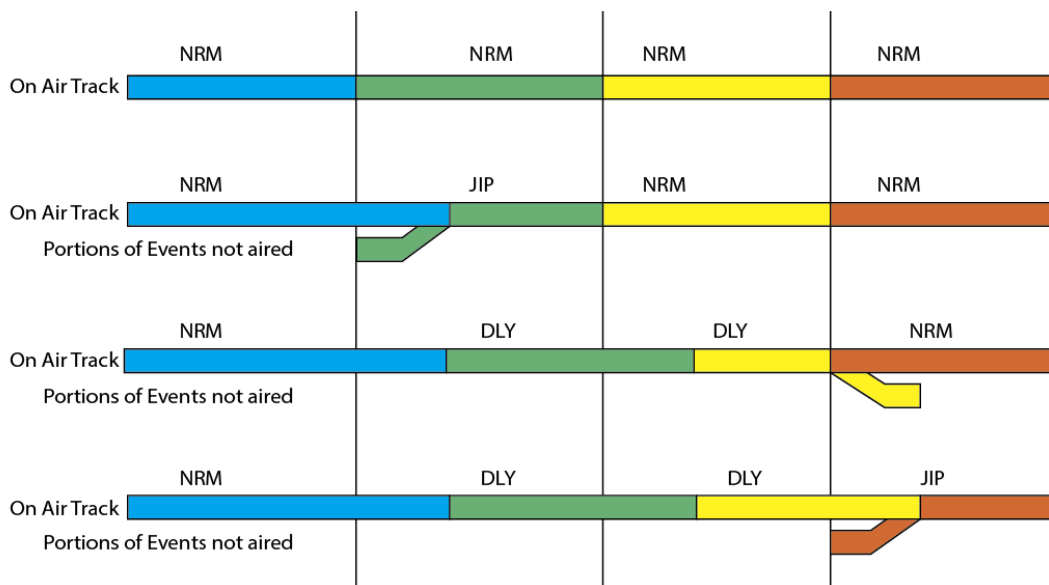 NRM NRM NRM NRM
On Air Track
NRM JIP NRM NRM
On Air Track
Portions of Events not aired
NRM DLY DLY NRM
On Air Track
Portions of Events not aired
NRM DLY DLY JIP
On Air Track
Portions of Events not aired